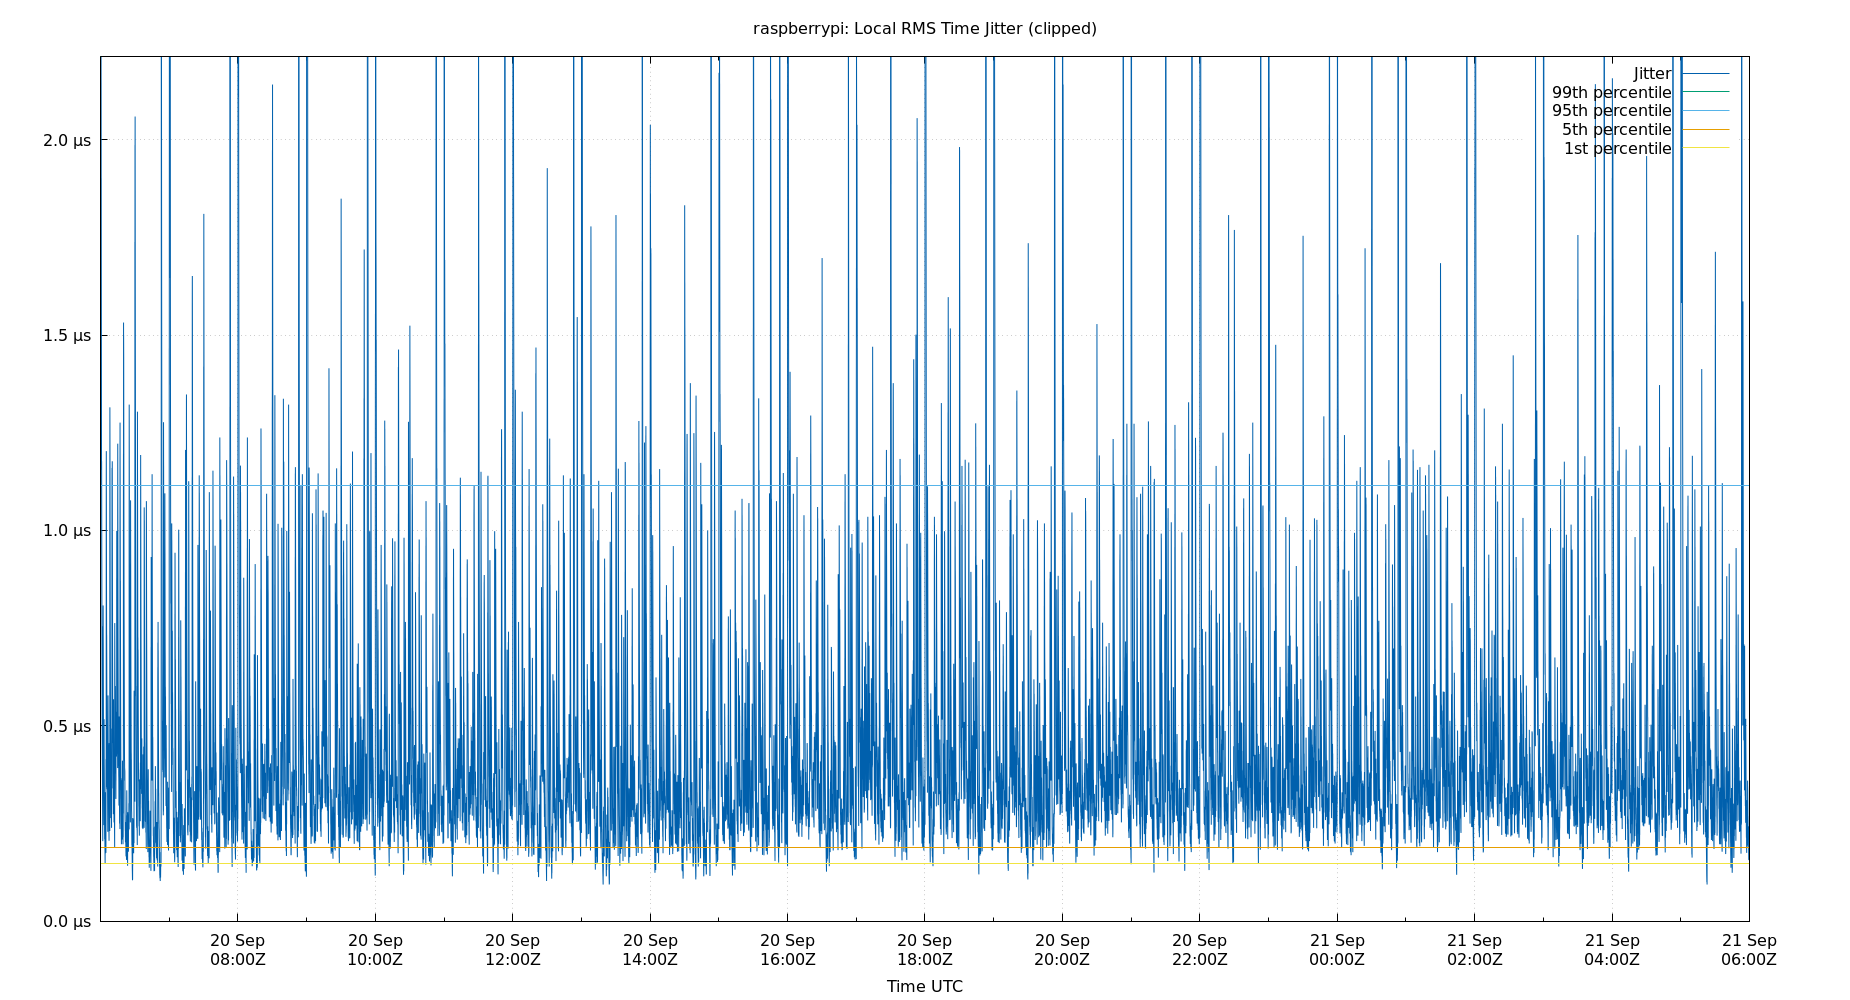 raspberrypi: Local RMS Time Jitter (clipped)
Jitter
99th percentile
95th percentile
5th percentile
1st percentile
2.0 µs
1.5 µs
1.0 µs
0.5 µs
0.0 µs
20 Sep 20 Sep 20 Sep 20 Sep 20 Sep 20 Sep 20 Sep 20 Sep 21 Sep 21 Sep 21 Sep 21 Sep
08:00Z 10:00Z 12:00Z 14:00Z 16:00Z 18:00Z 20:00Z 22:00Z 00:00Z 02:00Z 04:00Z 06:00Z
Time UTC